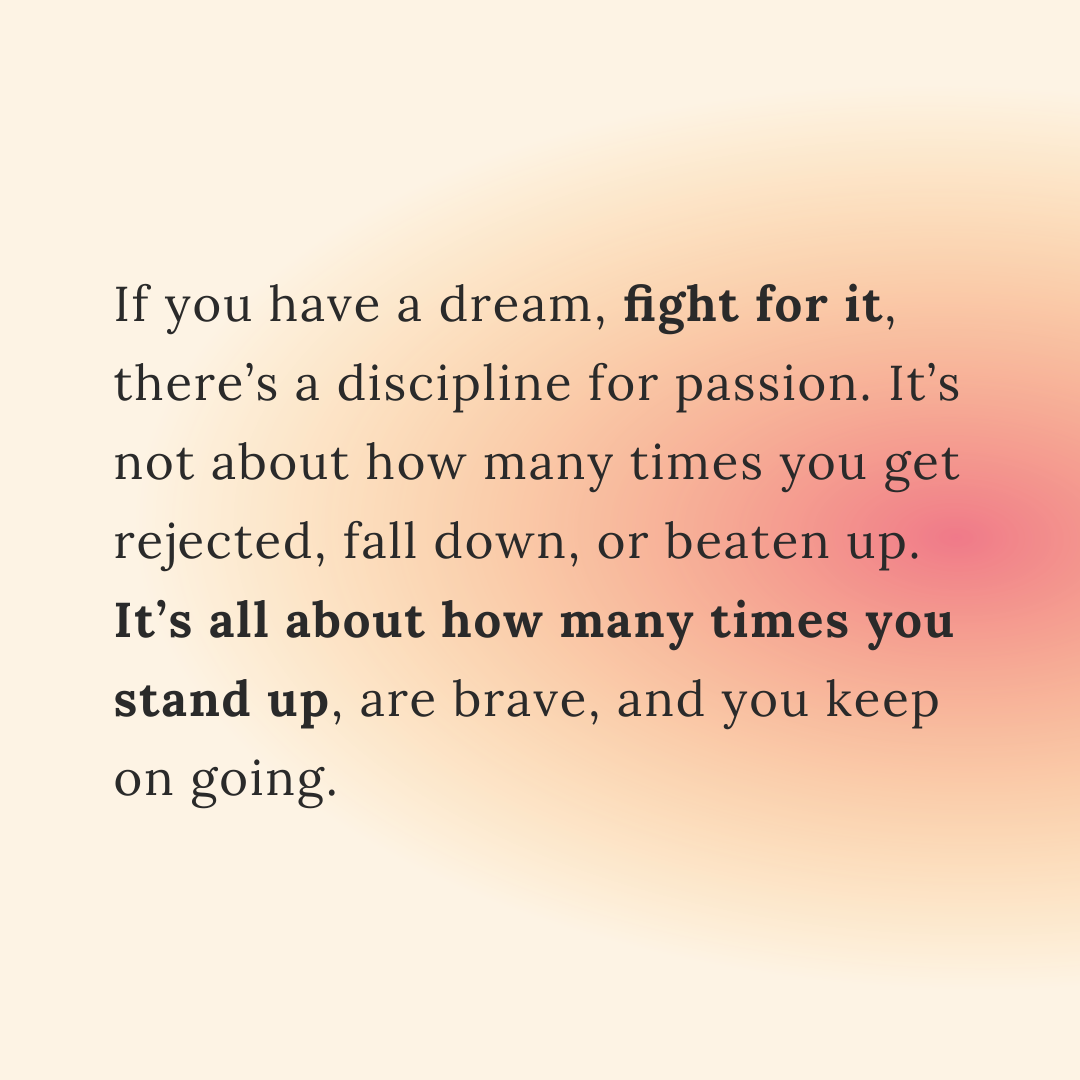 If you have a dream, fight for it,
there’s a discipline for passion. It’s
not about how many times you get
rejected, fall down, or beaten up.
It’s all about how many times you
stand up, are brave, and you keep
on going.